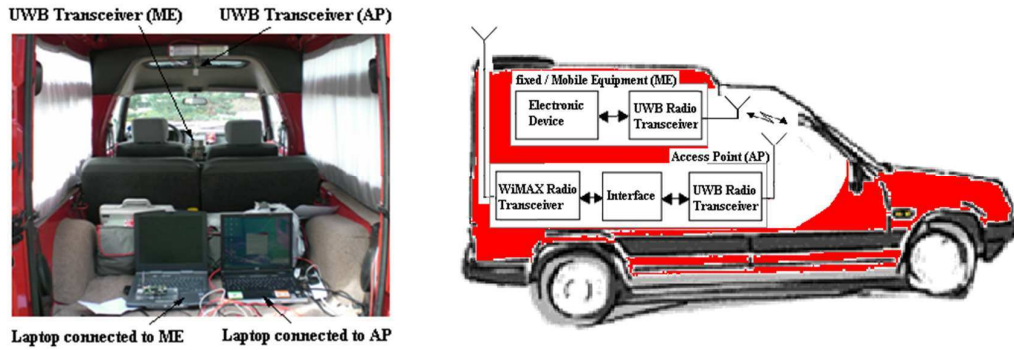 UWB Transceiver (ME)
UWB Transceiver (AP)
Laptop connected to ME
Laptop connected to AP
fixed / Mobile Equipment (ME)
Electronic
Device
UWB Radio
Transceiver
Access Point (AP)
WiMAX Radio
Transceiver
Interface
UWB Radio
Transceiver